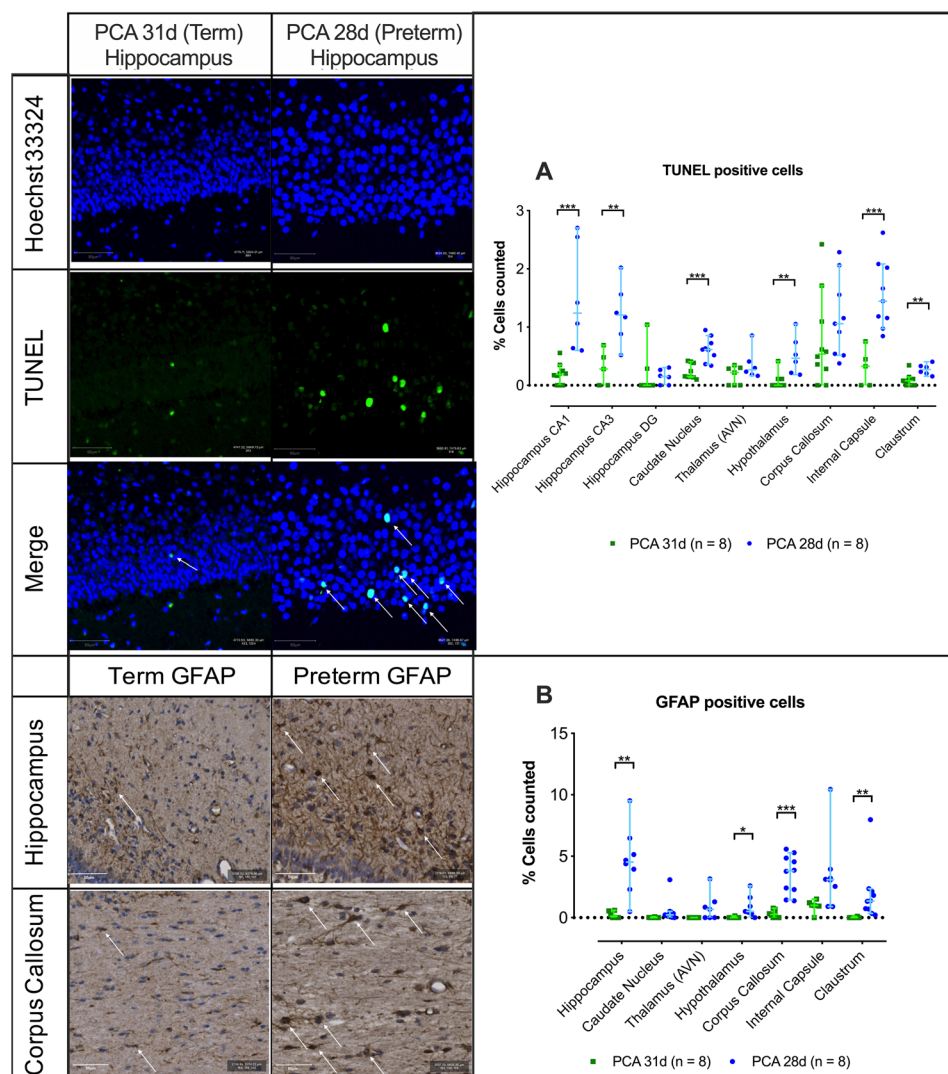 PCA 31d (Term)
Hippocampus
PCA 28d (Preterm)
Hippocampus
Hoechst 33324
TUNEL
Merge
Term GFAP
Preterm GFAP
Hippocampus
Corpus Callosum
A
TUNEL positive cells
% Cells counted
3
2
1
0
***
**
***
**
***
**
Hippocampus CA1
Hippocampus CA3
Hippocampus DG
Caudate Nucleus
Thalamus (AVN)
Hypothalamus
Corpus Callosum
Internal Capsule
Claustrum
PCA 31d (n = 8)
PCA 28d (n = 8)
B
GFAP positive cells
% Cells counted
15
10
5
0
**
*
***
**
Hippocampus
Caudate Nucleus
Thalamus (AVN)
Hypothalamus
Corpus Callosum
Internal Capsule
Claustrum
PCA 31d (n = 8)
PCA 28d (n = 8)